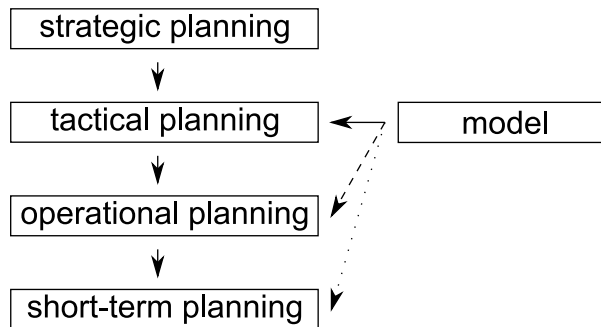 strategic planning
tactical planning
model
operational planning
short-term planning